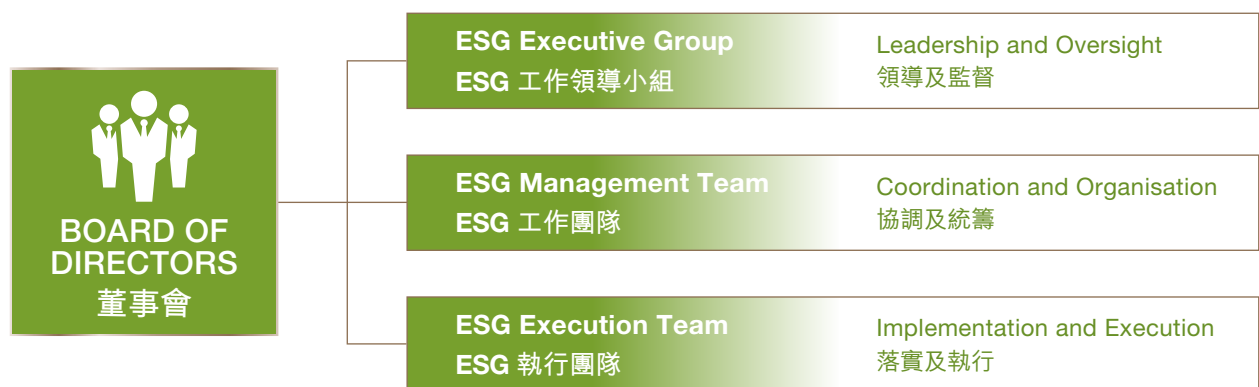 BOARD OF
DIRECTORS
董事會
ESG Executive Group
ESG 工作領導小組
Leadership and Oversight
領導及監督
ESG Management Team
ESG 工作團隊
Coordination and Organisation
協調及統籌
ESG Execution Team
ESG 執行團隊
Implementation and Execution
落實及執行